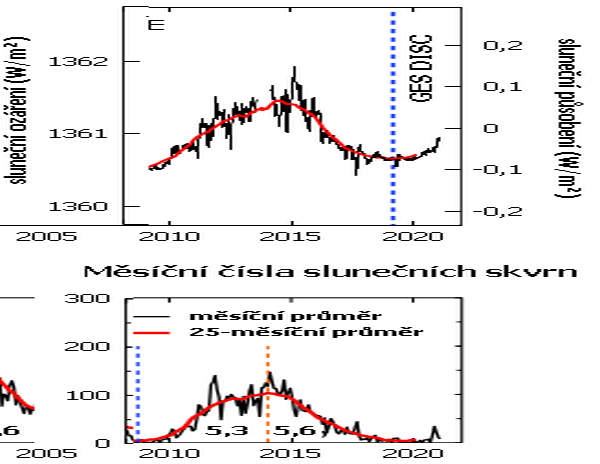 E
sluneční ozáření (W/m²)
1362
1361
1360
GES DISC
0,2
0,1
0
-0,1
-0,2
sluneční působení (W/m²)
2005 2010 2015 2020
Měsíční čísla slunečních skvrn
300
200
100
0
měsíční průměr
25-měsíční průměr
,6 5,3 5,6
2005 2010 2015 2020